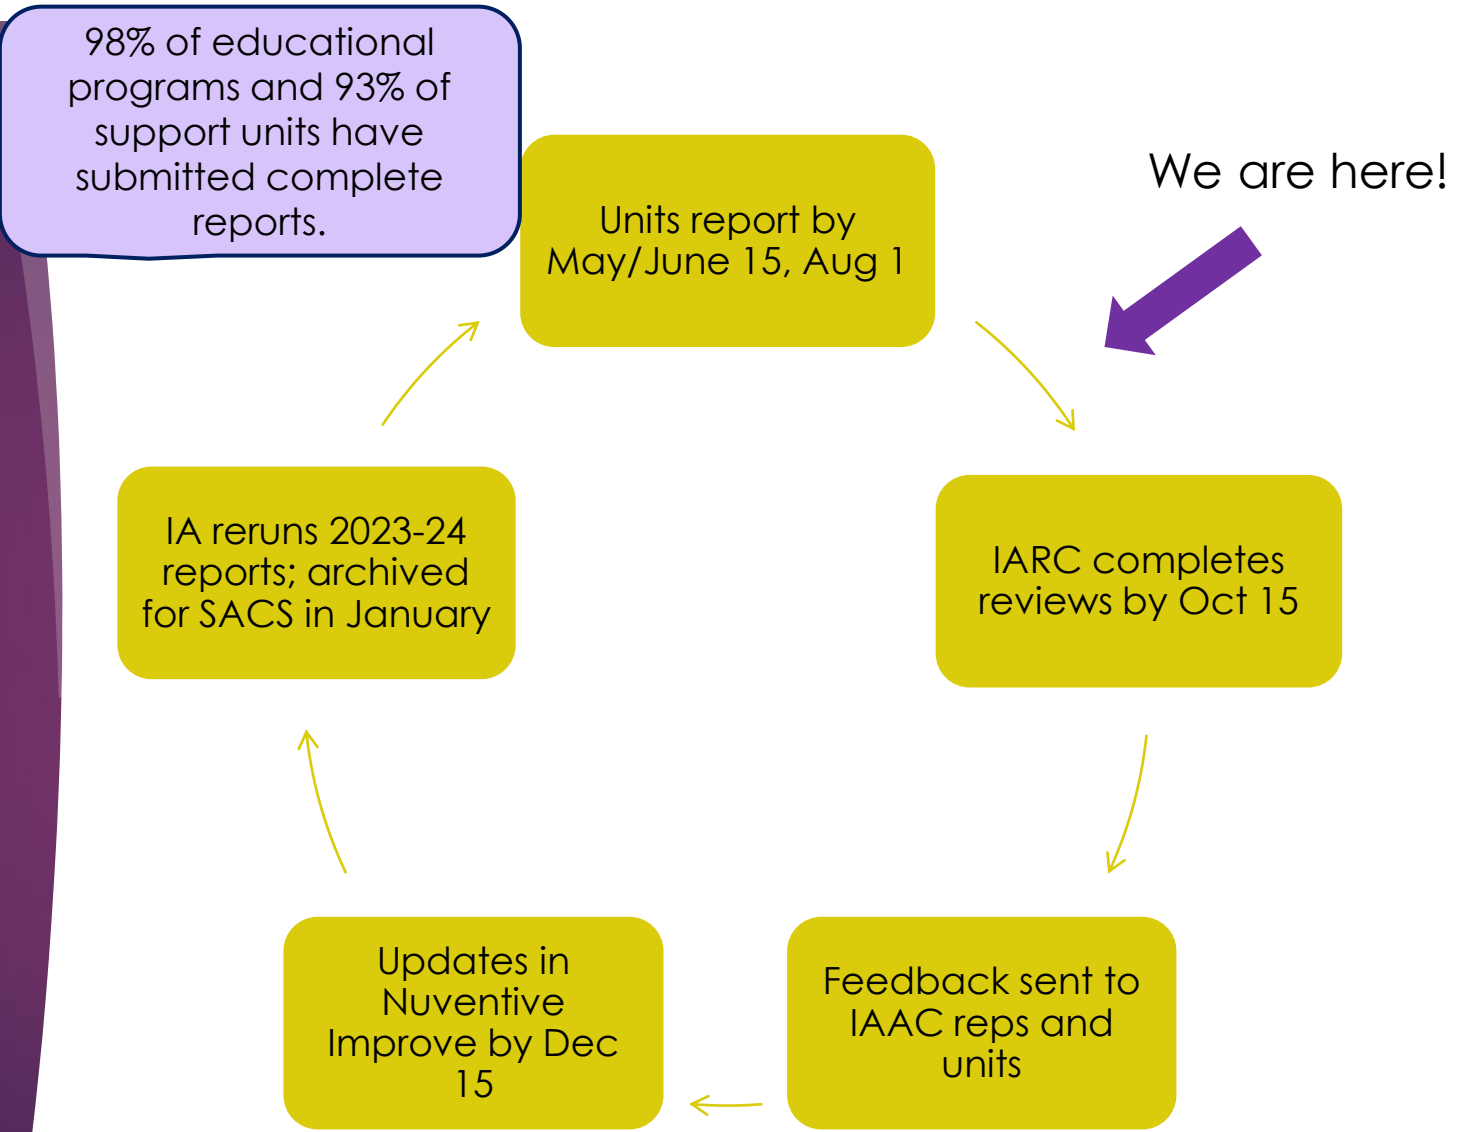 98% of educational
programs and 93% of
support units have
submitted complete
reports.
We are here!
Units report by
May/June 15, Aug 1
IARC completes
reviews by Oct 15
Feedback sent to
IAAC reps and
units
Updates in
Nuventive
Improve by Dec
15
IA reruns 2023-24
reports; archived
for SACS in January